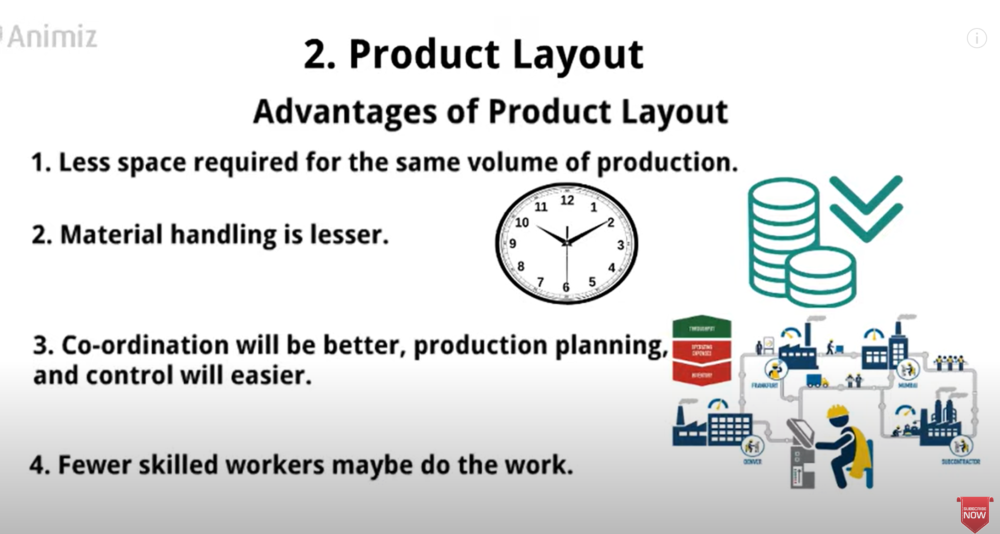 Animiz
2. Product Layout
Advantages of Product Layout
1. Less space required for the same volume of production.
12
11
1
10
2
9
3
8
4
7
5
6
2. Material handling is lesser.
THROUGHPUT
OPERATING
EXPENSES
INVENTORY
3. Co-ordination will be better, production planning,
and control will easier.
FRANKFURT
MUMBAI
DENVER
SUBCONTRACTOR
4. Fewer skilled workers maybe do the work.
SUBSCRIBE
NOW